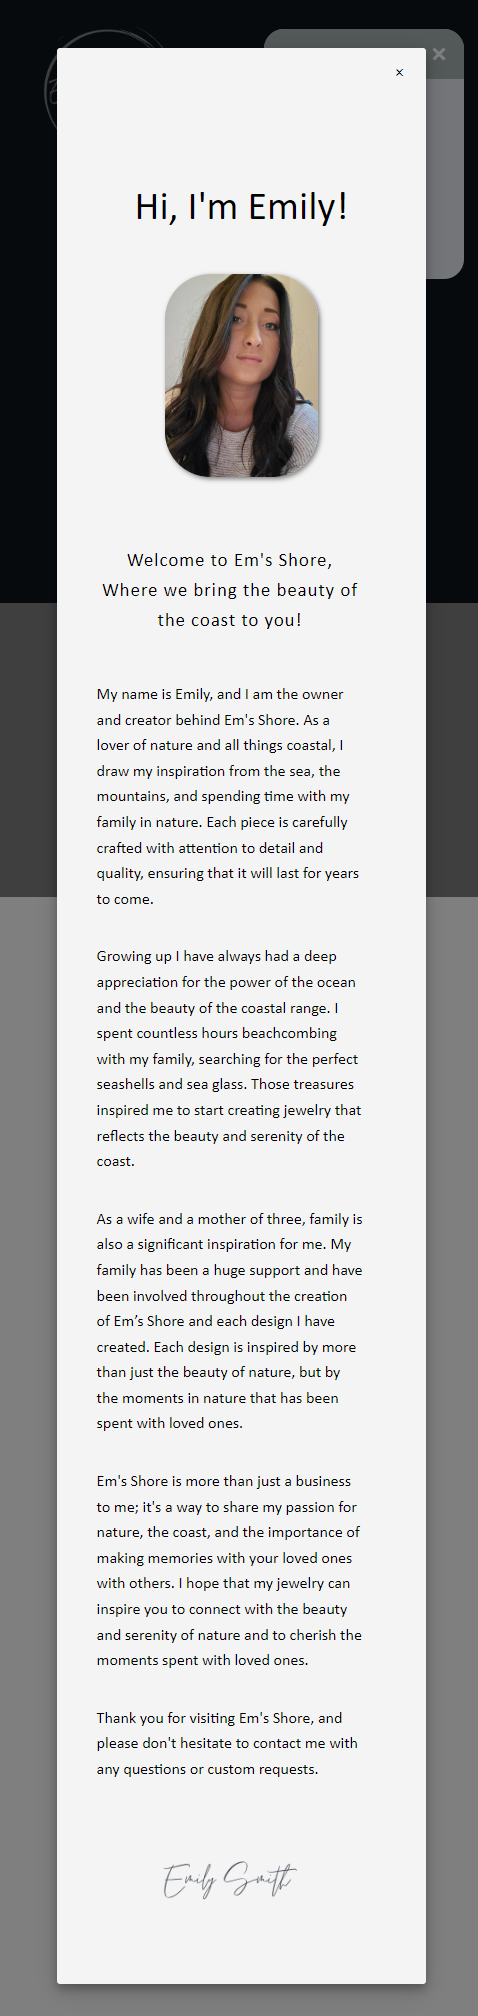 ×
×
Hi, I'm Emily!
Welcome to Em's Shore,
Where we bring the beauty of
the coast to you!
My name is Emily, and I am the owner
and creator behind Em's Shore. As a
lover of nature and all things coastal, I
draw my inspiration from the sea, the
mountains, and spending time with my
family in nature. Each piece is carefully
crafted with attention to detail and
quality, ensuring that it will last for years
to come.
Growing up I have always had a deep
appreciation for the power of the ocean
and the beauty of the coastal range. I
spent countless hours beachcombing
with my family, searching for the perfect
seashells and sea glass. Those treasures
inspired me to start creating jewelry that
reflects the beauty and serenity of the
coast.
As a wife and a mother of three, family is
also a significant inspiration for me. My
family has been a huge support and have
been involved throughout the creation
of Em’s Shore and each design I have
created. Each design is inspired by more
than just the beauty of nature, but by
the moments in nature that has been
spent with loved ones.
Em's Shore is more than just a business
to me; it's a way to share my passion for
nature, the coast, and the importance of
making memories with your loved ones
with others. I hope that my jewelry can
inspire you to connect with the beauty
and serenity of nature and to cherish the
moments spent with loved ones.
Thank you for visiting Em's Shore, and
please don't hesitate to contact me with
any questions or custom requests.
Emily Smith